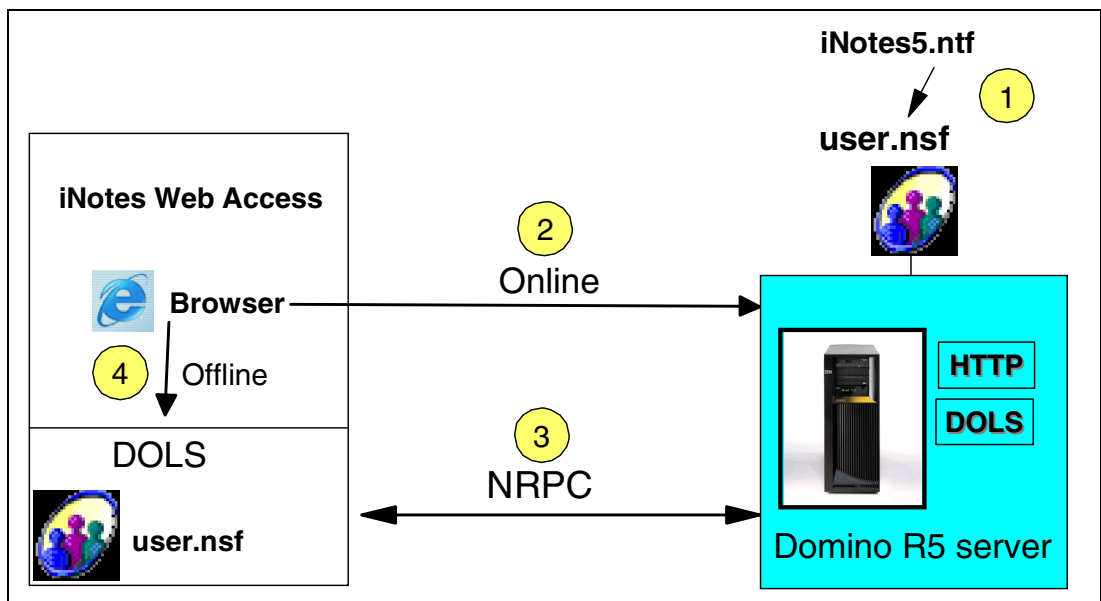 iNotes5.ntf
1
user.nsf
iNotes Web Access
2
Online
Browser
4
Offline
HTTP
DOLS
DOLS
3
NRPC
user.nsf
Domino R5 server